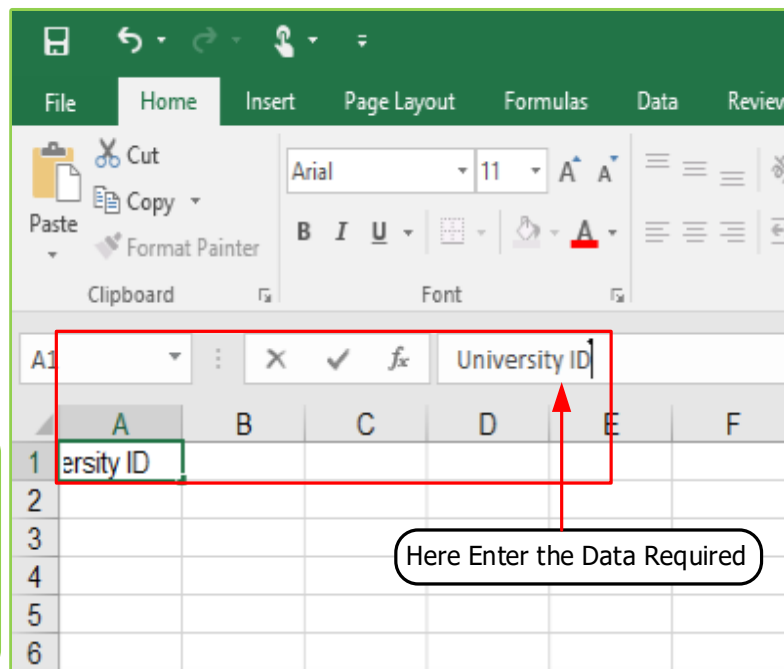 File Home Insert Page Layout Formulas Data Review
Cut
Copy
Paste
Format Painter
Arial 11 A A
B I U A
Clipboard Font
A1 fx University ID
A B C D E F
1 ersity ID
2
3
Here Enter the Data Required
4
5
6